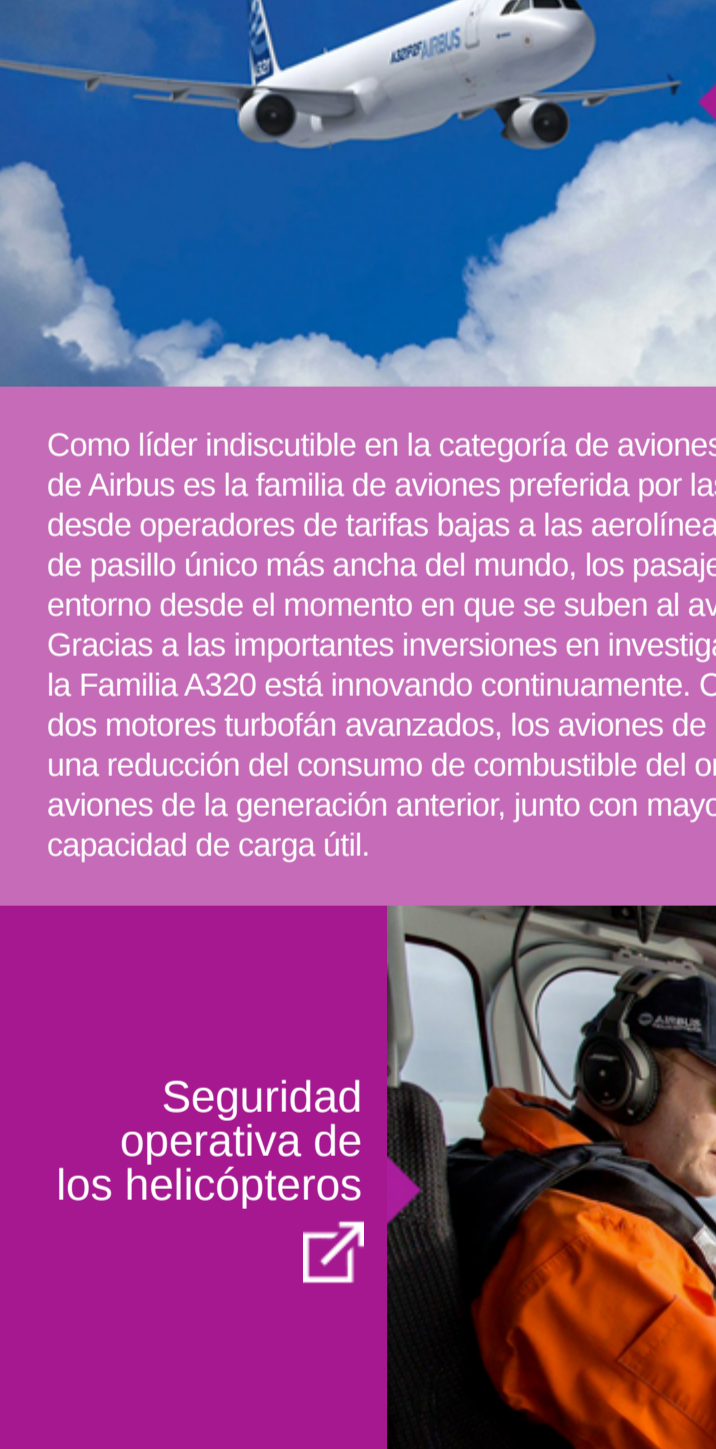 A321P2F AIRBUS
A321
Como líder indiscutible en la categoría de aviones
de Airbus es la familia de aviones preferida por las
desde operadores de tarifas bajas a las aerolínea
de pasillo único más ancha del mundo, los pasaje
entorno desde el momento en que se suben al av
Gracias a las importantes inversiones en investiga
la Familia A320 está innovando continuamente. C
dos motores turbofán avanzados, los aviones de
una reducción del consumo de combustible del or
aviones de la generación anterior, junto con mayo
capacidad de carga útil.
AIRBUS
Seguridad
operativa de
los helicópteros